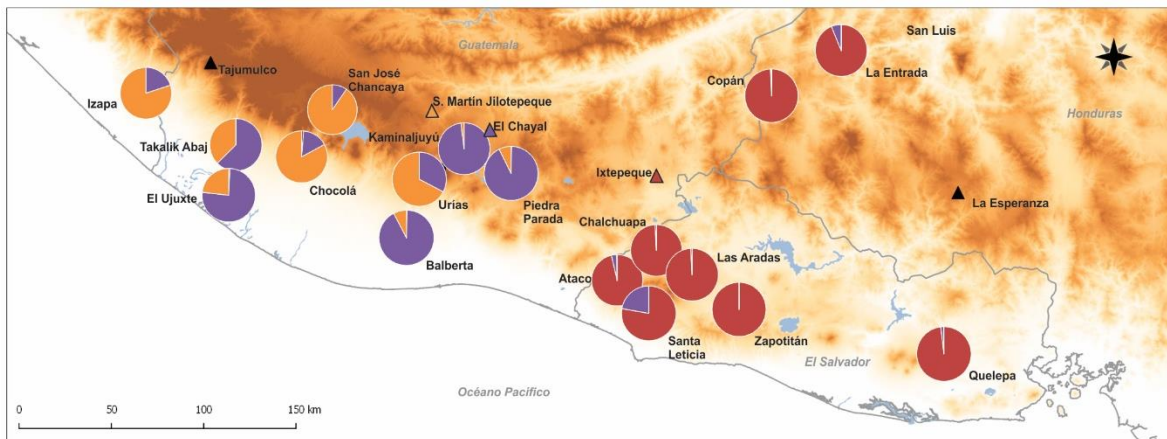 Guatemala
San Luis
La Entrada
Tajumulco
San José
Chancaya
Copán
Izapa
S. Martin Jilotepeque
Honduras
El Chayal
Kaminaljuyú
Takalik Abaj
Ixtepeque
Chocolá
El Ujuxte
Urías
Piedra
Parada
La Esperanza
Chalchuapa
Las Aradas
Balberta
Ataco
Santa
Leticia
Zapotitán
El Salvador
Quelepa
Océano Pacífico
0 50 100 150 km